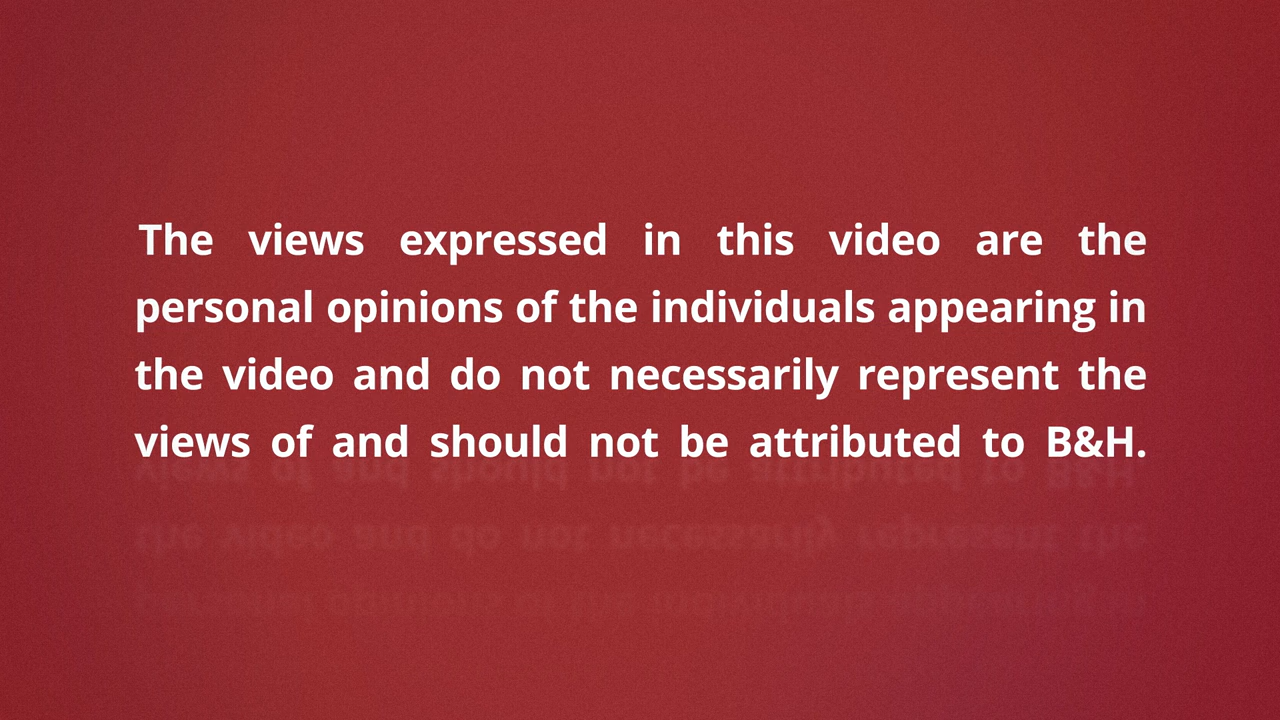 The views expressed in this video are the
personal opinions of the individuals appearing in
the video and do not necessarily represent the
views of and should not be attributed to B&H.